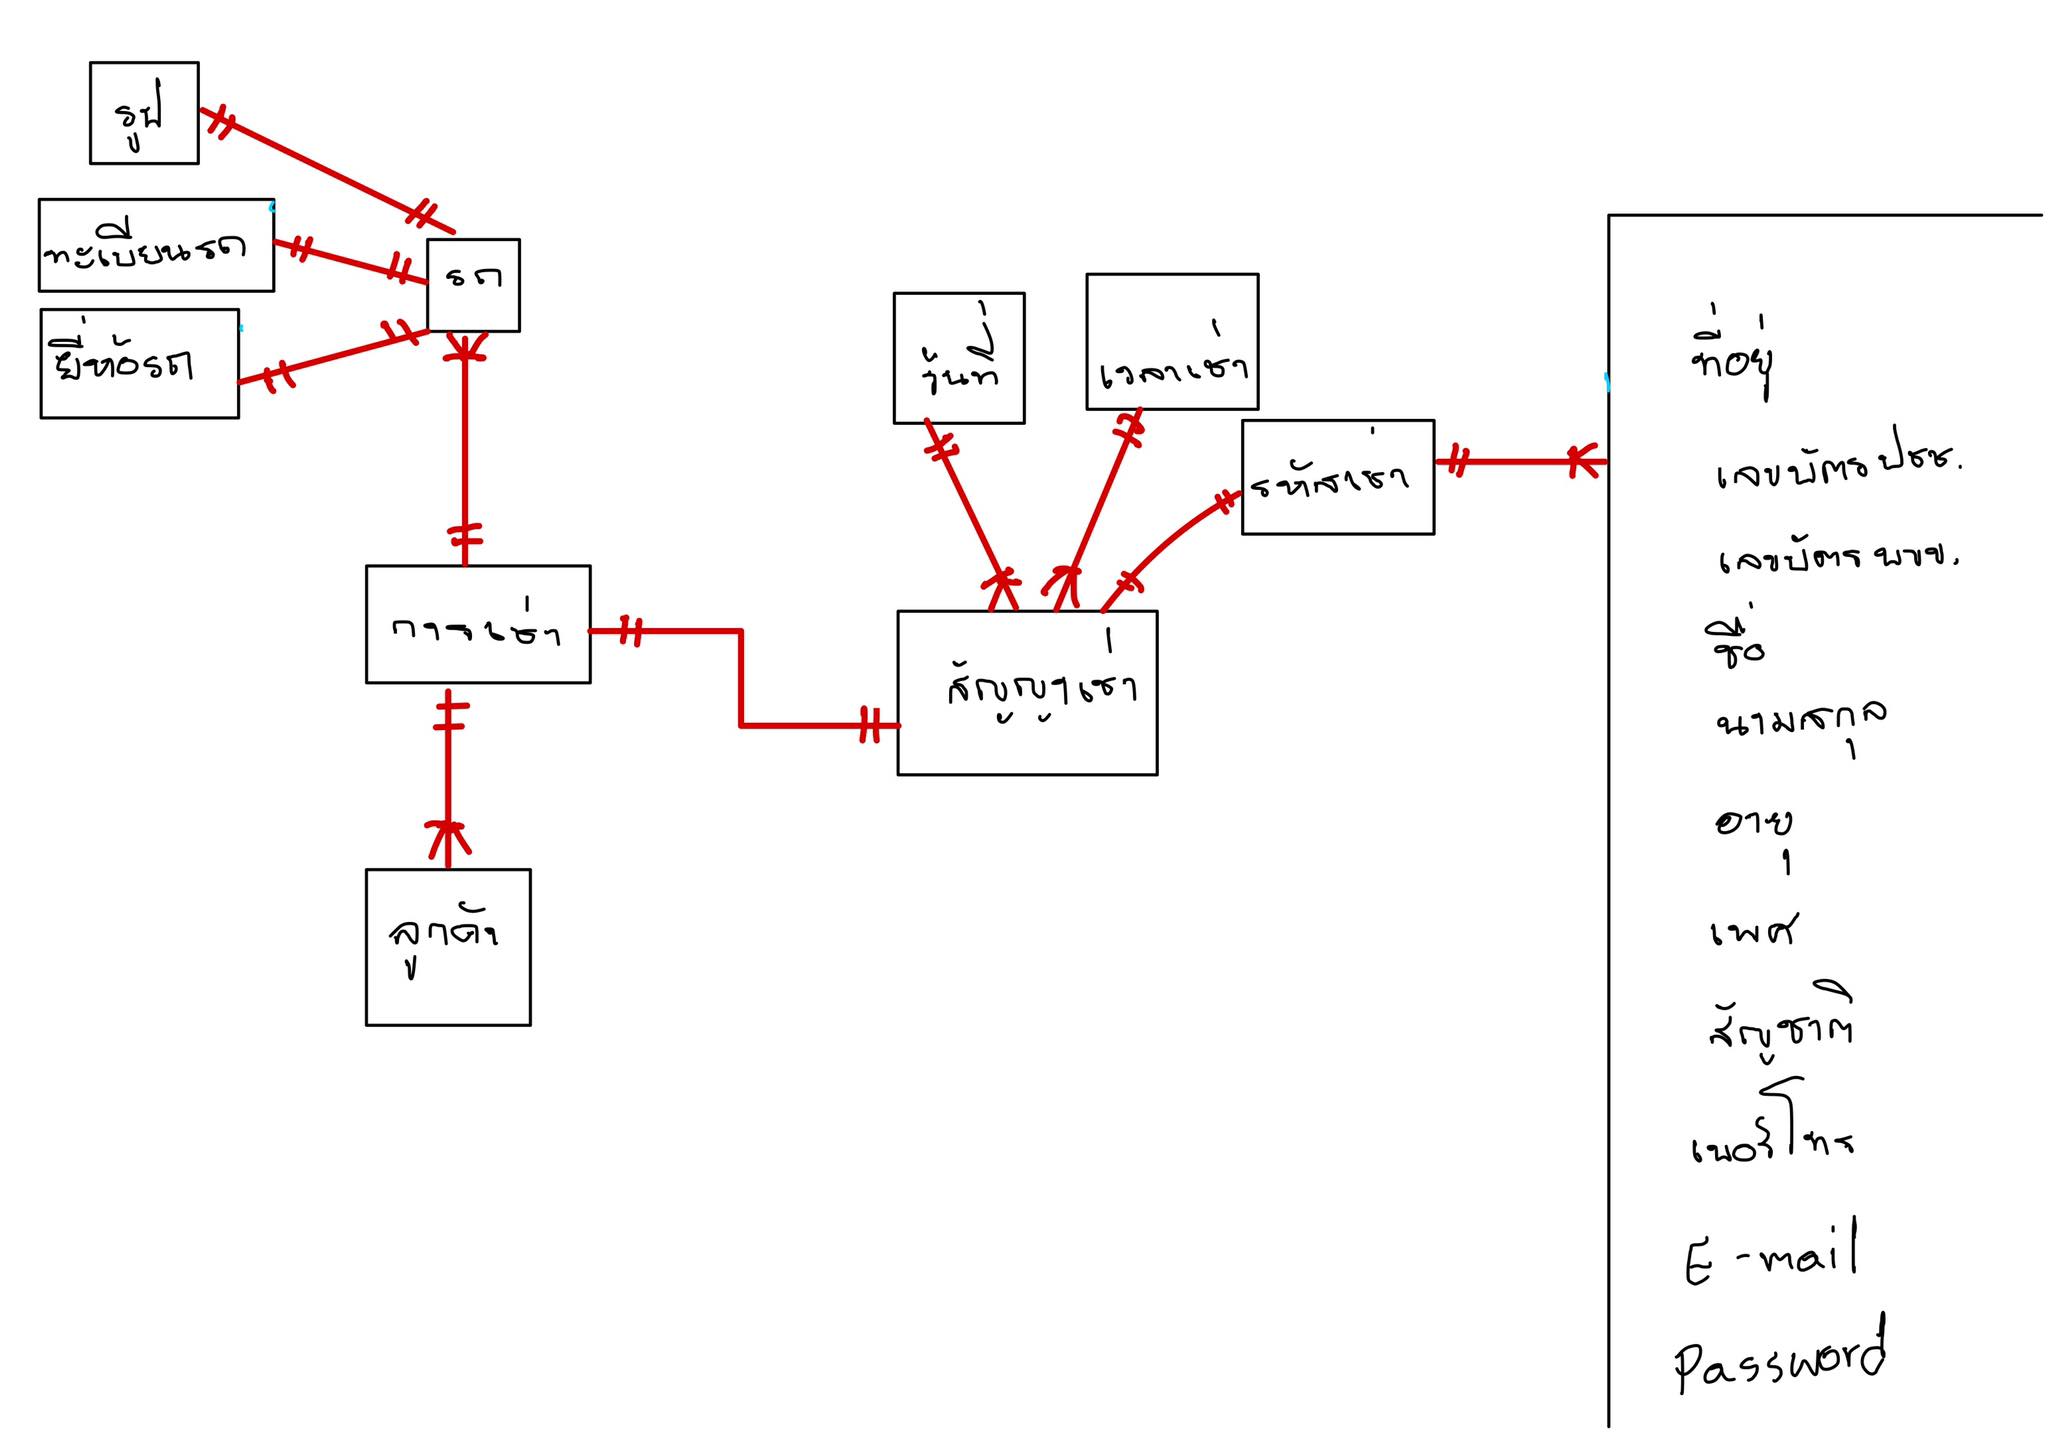 รูป
ทะเบียนรถ
ยี่ห้อรถ
รถ
วันที่
เวลาเช่า
รหัสเช่า
การเช่า
สัญญาเช่า
ลูกค้า
ที่อยู่
เลขบัตร ปชช.
เลขบัตร พขข.
ชื่อ
นามสกุล
อายุ
เพศ
สัญชาติ
เบอร์โทร
E-mail
Password